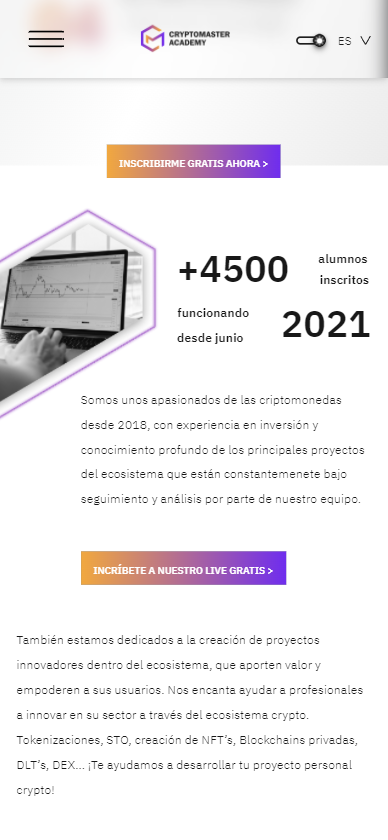 CRYPTOMASTER
ACADEMY
ES
INSCRIBIRME GRATIS AHORA >
+4500 alumnos
inscritos
funcionando
desde junio 2021
Somos unos apasionados de las criptomonedas
desde 2018, con experiencia en inversión y
conocimiento profundo de los principales proyectos
del ecosistema que están constantemenete bajo
seguimiento y análisis por parte de nuestro equipo.
INCRÍBETE A NUESTRO LIVE GRATIS >
También estamos dedicados a la creación de proyectos
innovadores dentro del ecosistema, que aporten valor y
empoderen a sus usuarios. Nos encanta ayudar a profesionales
a innovar en su sector a través del ecosistema crypto.
Tokenizaciones, STO, creación de NFT's, Blockchains privadas,
DLT's, DEX... ¡Te ayudamos a desarrollar tu proyecto personal
crypto!